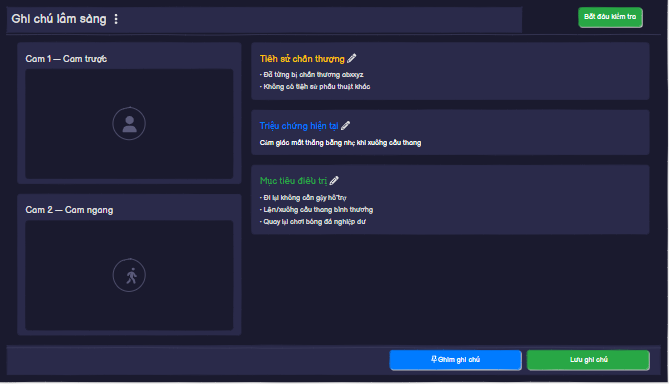 Ghi chú lâm sàng
Bắt đầu kiểm tra
Cam 1 — Cam trước
Tiền sử chấn thương
- Đã từng bị chấn thương abxxyz
- Không có tiền sử phẫu thuật khác
Triệu chứng hiện tại
Cảm giác mất thăng bằng nhẹ khi xuống cầu thang
Mục tiêu điều trị
- Đi lại không cần gậy hỗ trợ
- Lên/xuống cầu thang bình thường
- Quay lại chơi bóng đá nghiệp dư
Cam 2 — Cam ngang
Ghim ghi chú
Lưu ghi chú